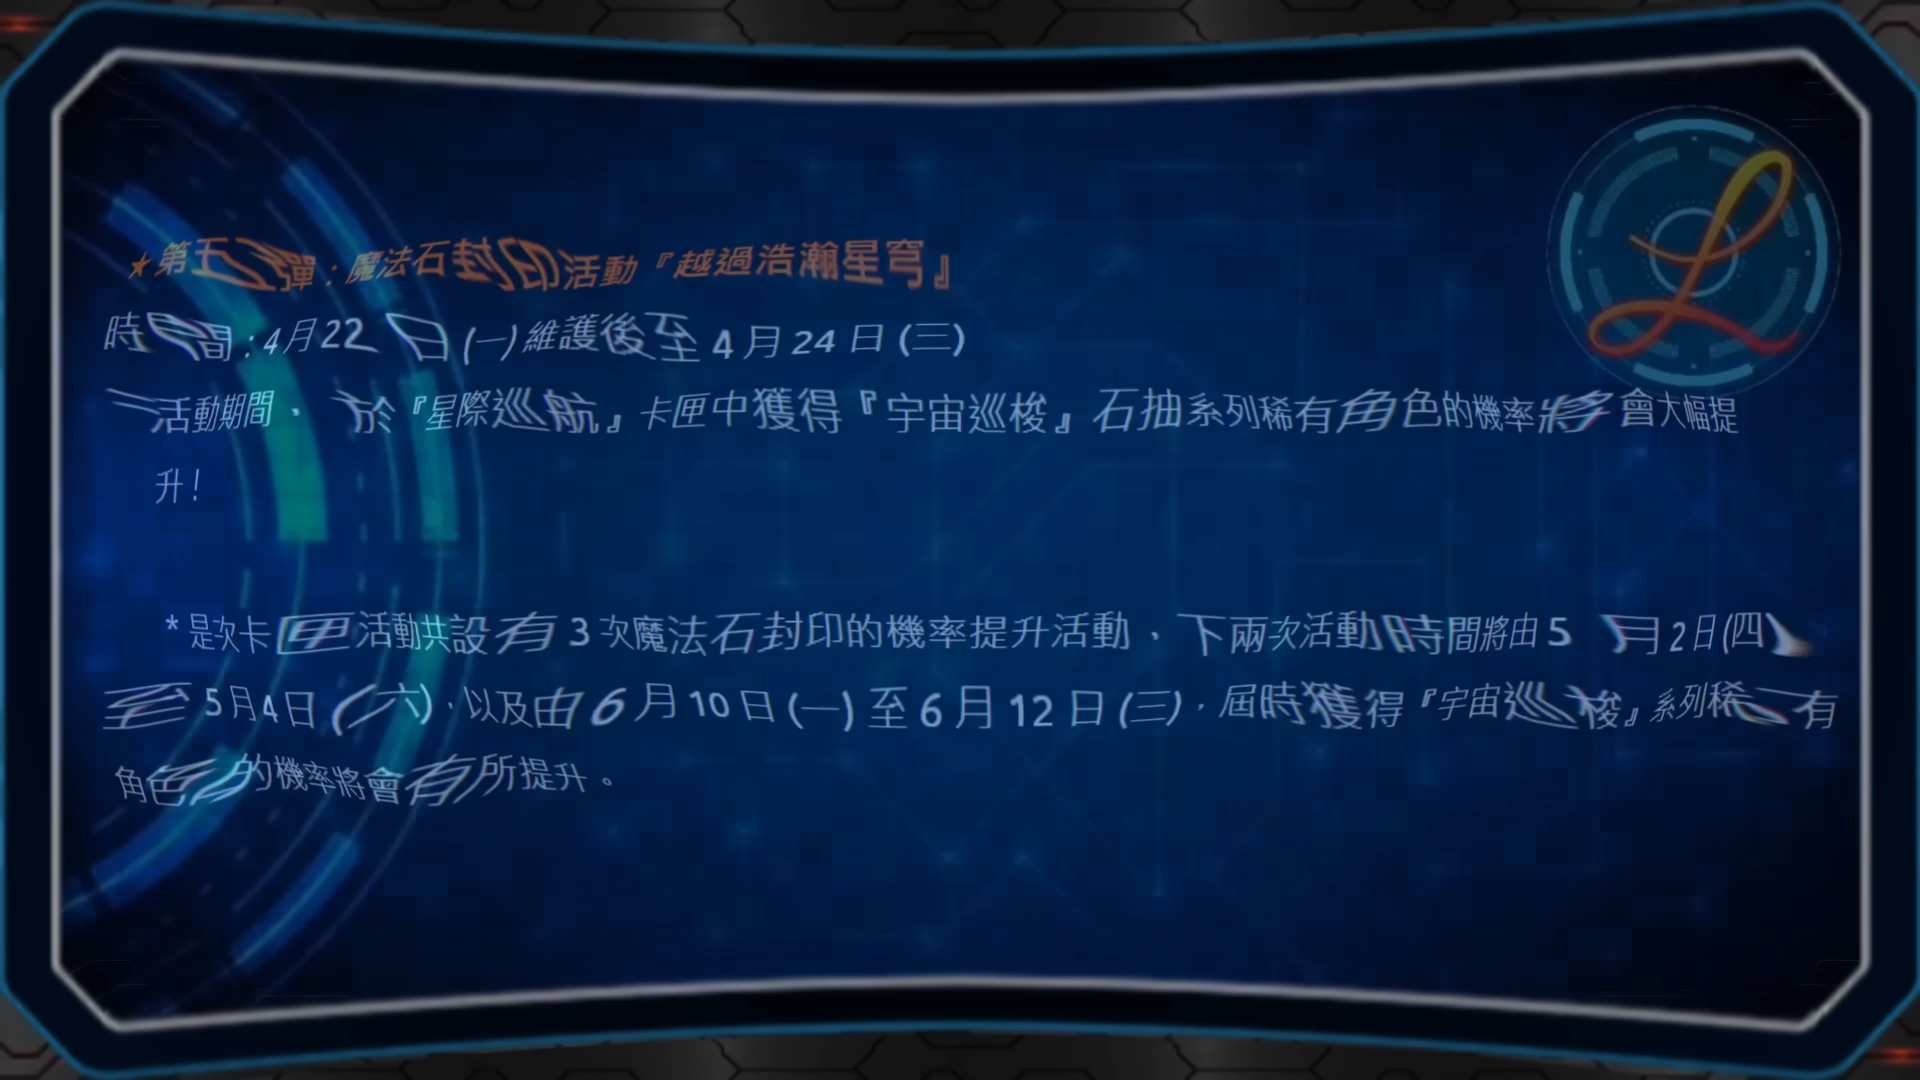 ★第五彈：魔法石封印活動『越過浩瀚星穹』
時間：4月22日(一)維護後至4月24日(三)
活動期間，於『星際巡航』卡匣中獲得『宇宙巡梭』石抽系列稀有角色的機率將會大幅提
升！
*是次卡匣活動共設有3次魔法石封印的機率提升活動，下兩次活動時間將由5月2日(四)
至5月4日(六)，以及由6月10日(一)至6月12日(三)，屆時獲得『宇宙巡梭』系列稀有
角色的機率將會有所提升。